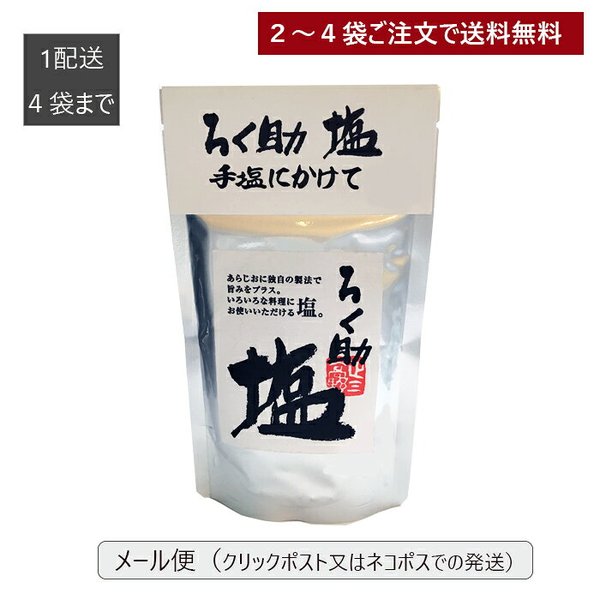 ２～４袋ご注文で送料無料
1配送
４袋まで
ろく助 塩
手塩にかけて
あらじおに独自の製法で
旨みをプラス。
いろいろな料理に
お使いいただける塩。
ろく助
塩
メール便（クリックポスト又はネコポスでの発送）